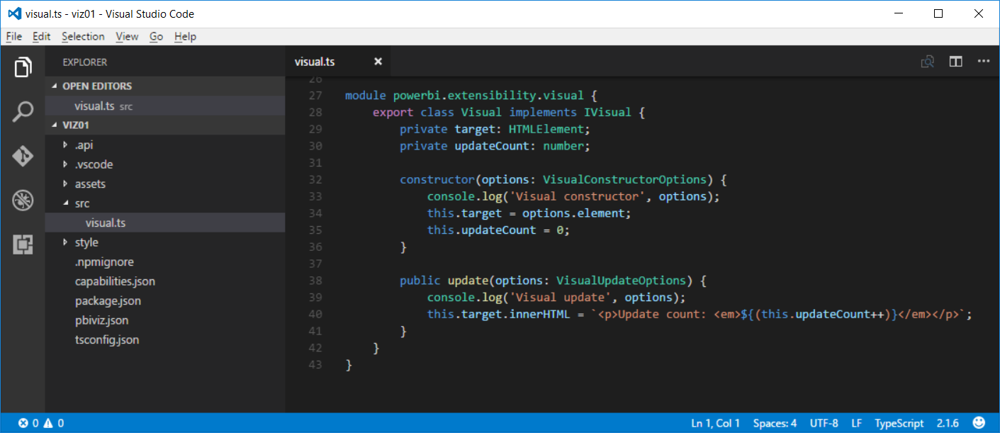 visual.ts - viz01 - Visual Studio Code
File Edit Selection View Go Help
EXPLORER
OPEN EDITORS
visual.ts src
VIZ01
.api
.vscode
assets
src
visual.ts
style
.npmignore
capabilities.json
package.json
pbiviz.json
tsconfig.json
visual.ts
26
27 module powerbi.extensibility.visual {
28     export class Visual implements IVisual {
29         private target: HTMLElement;
30         private updateCount: number;
31
32         constructor(options: VisualConstructorOptions) {
33             console.log('Visual constructor', options);
34             this.target = options.element;
35             this.updateCount = 0;
36         }
37
38         public update(options: VisualUpdateOptions) {
39             console.log('Visual update', options);
40             this.target.innerHTML = `<p>Update count: <em>${(this.updateCount++)}</em></p>`;
41         }
42     }
43 }
0 0 Ln 1, Col 1 Spaces: 4 UTF-8 LF TypeScript 2.1.6